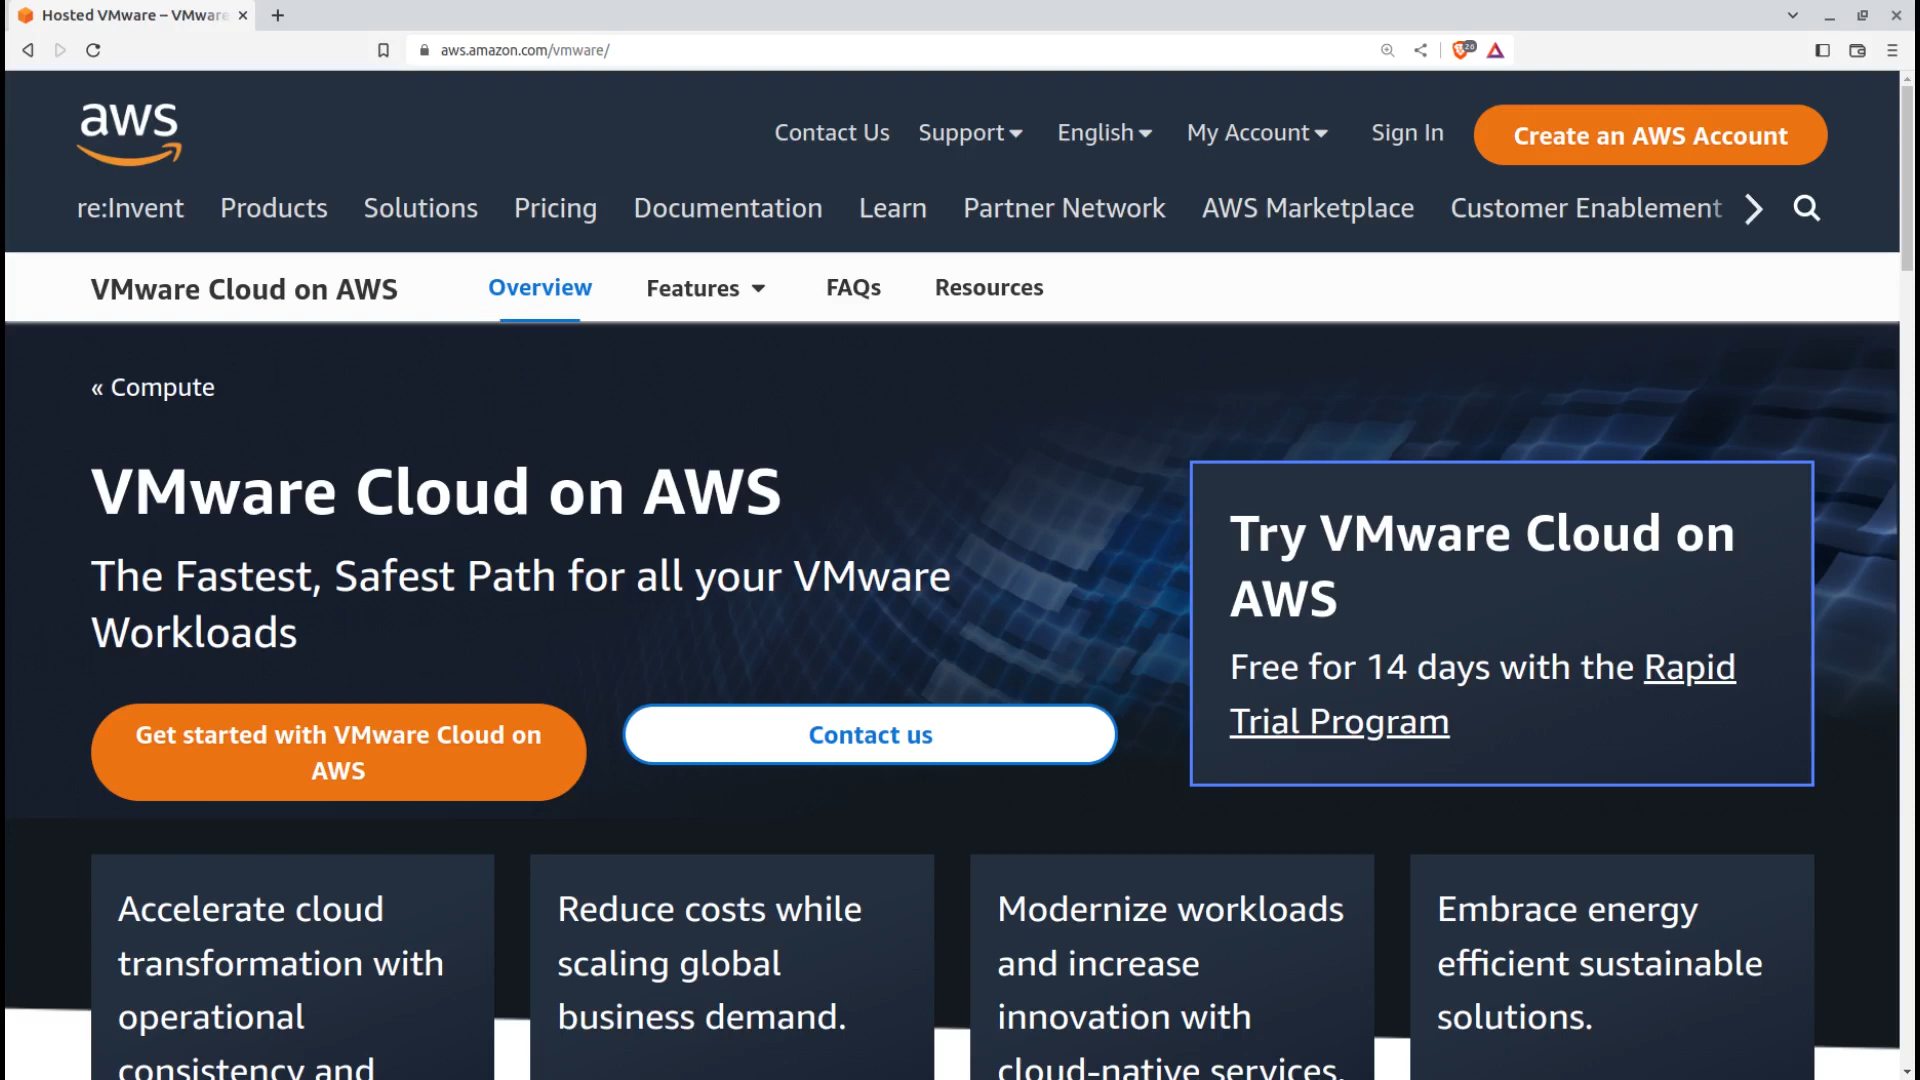 Hosted VMware – VMware
aws.amazon.com/vmware/
26
aws
Contact Us Support English My Account Sign In Create an AWS Account
re:Invent Products Solutions Pricing Documentation Learn Partner Network AWS Marketplace Customer Enablement
VMware Cloud on AWS Overview Features FAQs Resources
« Compute
VMware Cloud on AWS
The Fastest, Safest Path for all your VMware
Workloads
Get started with VMware Cloud on
AWS
Contact us
Try VMware Cloud on
AWS
Free for 14 days with the Rapid
Trial Program
Accelerate cloud
transformation with
operational
consistency and
Reduce costs while
scaling global
business demand.
Modernize workloads
and increase
innovation with
cloud-native services.
Embrace energy
efficient sustainable
solutions.